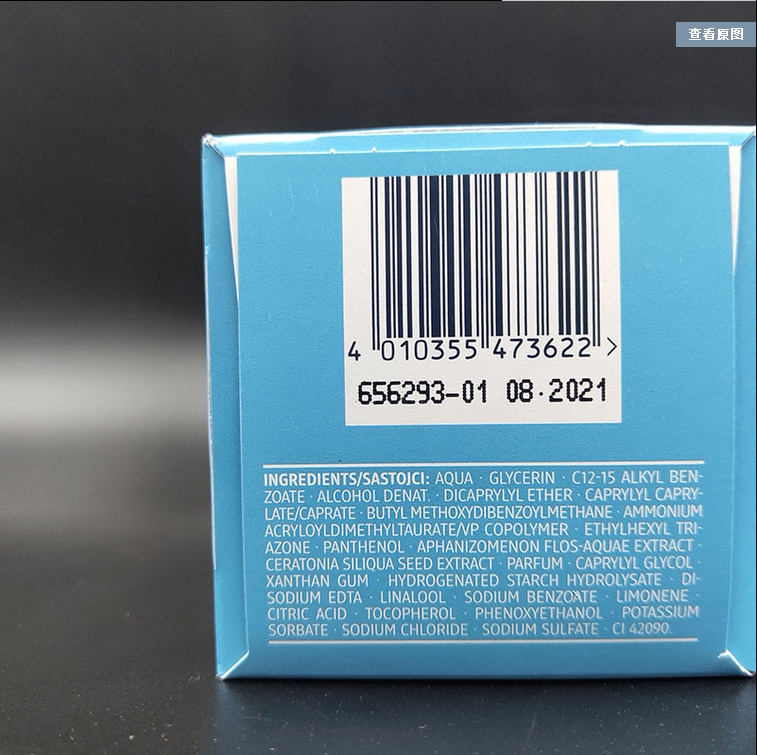 查看原图
4 010355 473622 >
656293-01 08.2021
INGREDIENTS/SASTOJCI: AQUA · GLYCERIN · C12-15 ALKYL BEN-
ZOATE · ALCOHOL DENAT. · DICAPRYLYL ETHER · CAPRYLYL CAPRY-
LATE/CAPRATE · BUTYL METHOXYDIBENZOYLMETHANE · AMMONIUM
ACRYLOYLDIMETHYLTAURATE/VP COPOLYMER · ETHYLHEXYL TRI-
AZONE · PANTHENOL · APHANIZOMENON FLOS-AQUAE EXTRACT ·
CERATONIA SILIQUA SEED EXTRACT · PARFUM · CAPRYLYL GLYCOL ·
XANTHAN GUM · HYDROGENATED STARCH HYDROLYSATE · DI-
SODIUM EDTA · LINALOOL · SODIUM BENZOATE · LIMONENE ·
CITRIC ACID · TOCOPHEROL · PHENOXYETHANOL · POTASSIUM
SORBATE · SODIUM CHLORIDE · SODIUM SULFATE · CI 42090.